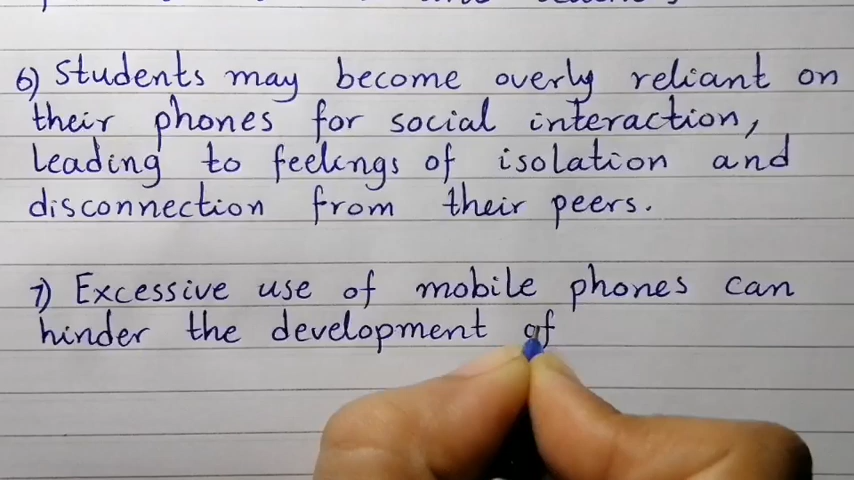 6) Students may become overly reliant on
their phones for social interaction,
leading to feelings of isolation and
disconnection from their peers.
7) Excessive use of mobile phones can
hinder the development of